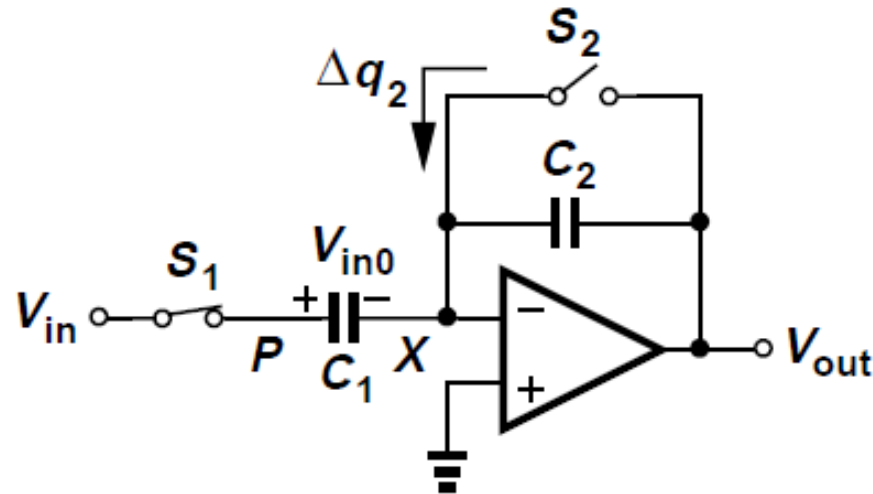 S2
Δq2
C2
Vin0
S1
+ −
Vin
P
C1
X
−
+
Vout